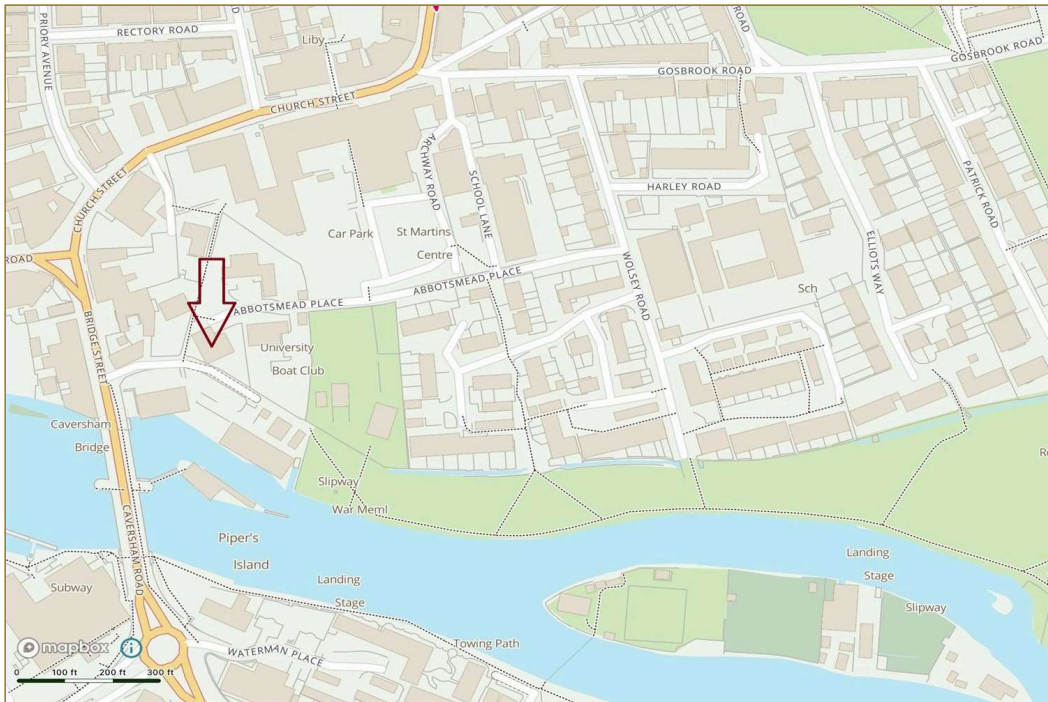 PRIORY AVENUE
RECTORY ROAD
Liby
ROAD
GOSBROOK ROAD
GOSBROOK ROAD
CHURCH STREET
ARCHWAY ROAD
SCHOOL LANE
HARLEY ROAD
PATRICK ROAD
CHURCH STREET
Car Park
St Martins
Centre
ROAD
WOLSEY ROAD
ELLIOTS WAY
ABBOTSMEAD PLACE
ABBOTSMEAD PLACE
Sch
BRIDGE STREET
University
Boat Club
Caversham
Bridge
Slipway
War Meml
CAVERSHAM ROAD
Piper's
Island
Landing
Stage
Landing
Stage
Subway
Slipway
Towing Path
WATERMAN PLACE
mapbox
i
0 100 ft 200 ft 300 ft